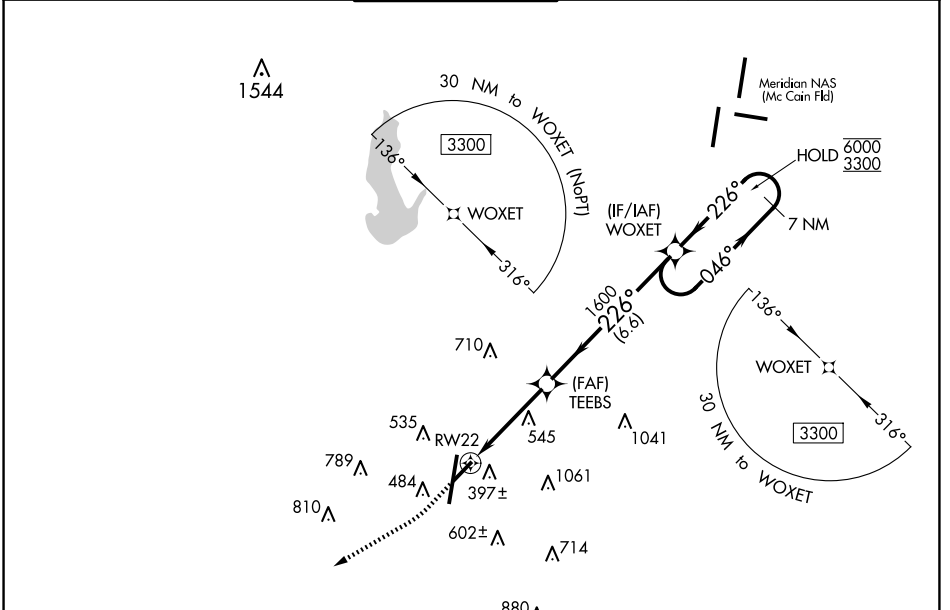 1544
30 NM to WOXET (NoPT)
3300
136°
WOXET
316°
Meridian NAS
(Mc Cain Fld)
HOLD 6000
3300
7 NM
226°
046°
(IF/IAF)
WOXET
1600
226°
(6.6)
710
(FAF)
TEEBS
136°
WOXET
316°
3300
30 NM to WOXET
535
RW22
545
1041
789
484
397±
1061
810
602±
714
880